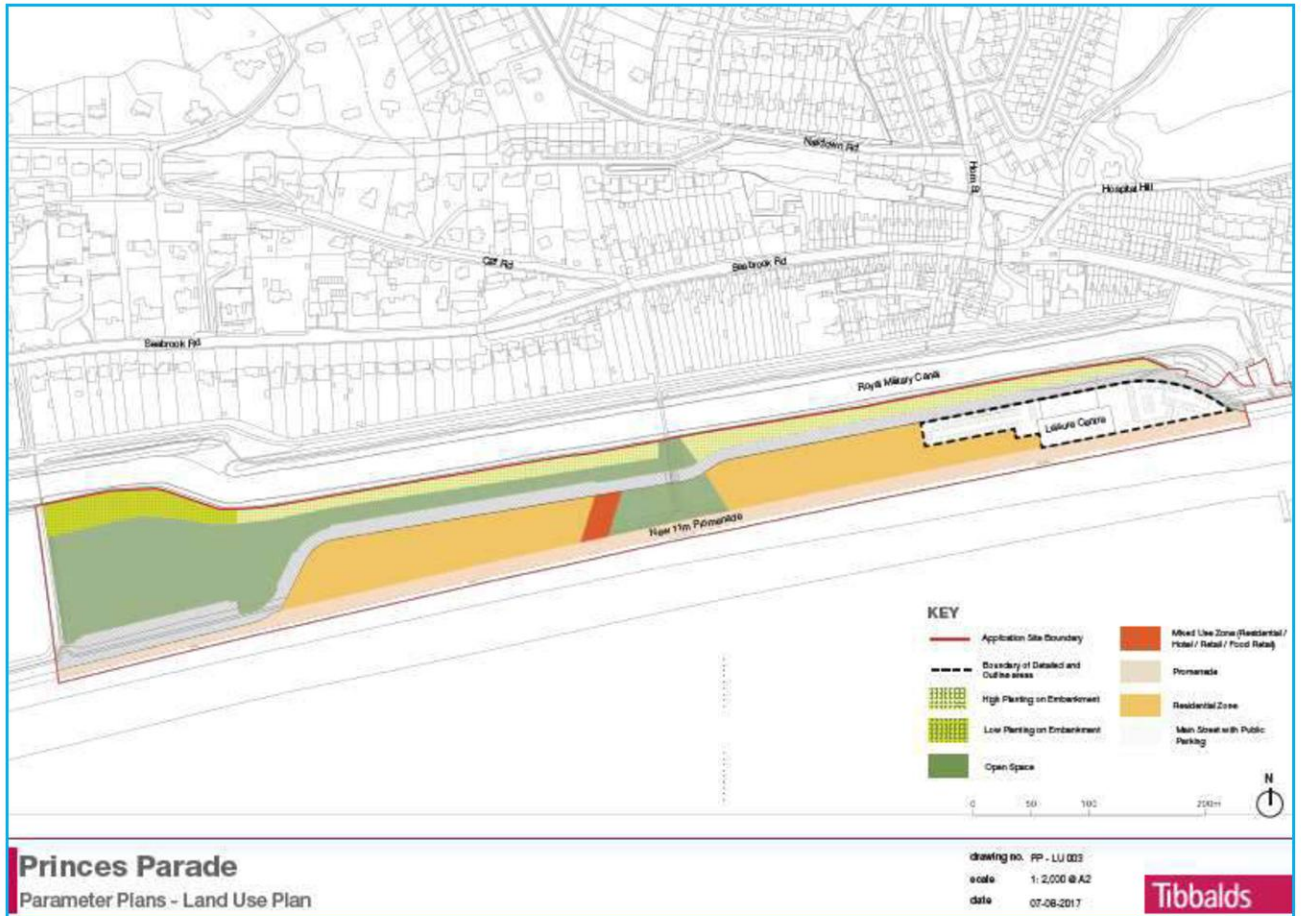 Naildown Rd
Horn St
Hospital Hill
Cliff Rd
Seabrook Rd
Seabrook Rd
Royal Military Canal
Leisure Centre
New 11m Promenade
KEY
Application Site Boundary
Boundary of Detailed and
Outline areas
High Planting on Embankment
Low Planting on Embankment
Open Space
Mixed Use Zone (Residential /
Hotel / Retail / Food Retail)
Promenade
Residential Zone
Main Street with Public
Parking
0 50 100 200m
N
Princes Parade
Parameter Plans - Land Use Plan
drawing no. PP - LU 003
scale 1: 2,000 @ A2
date 07-08-2017
Tibbalds